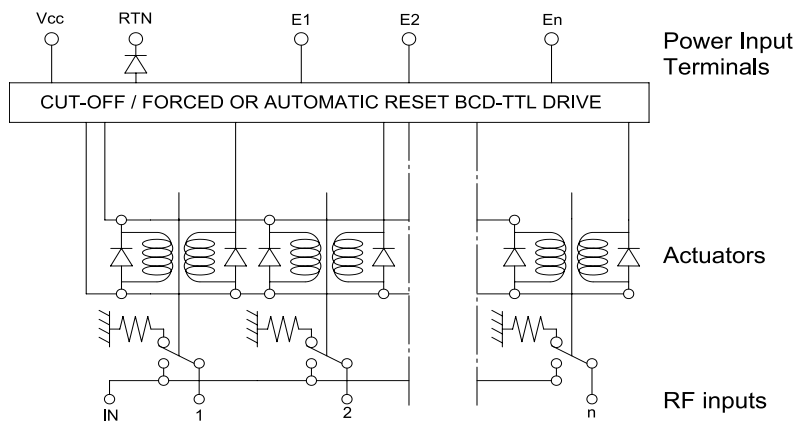 Vcc RTN E1 E2 En
Power Input
Terminals
CUT-OFF / FORCED OR AUTOMATIC RESET BCD-TTL DRIVE
Actuators
IN 1 2 n
RF inputs